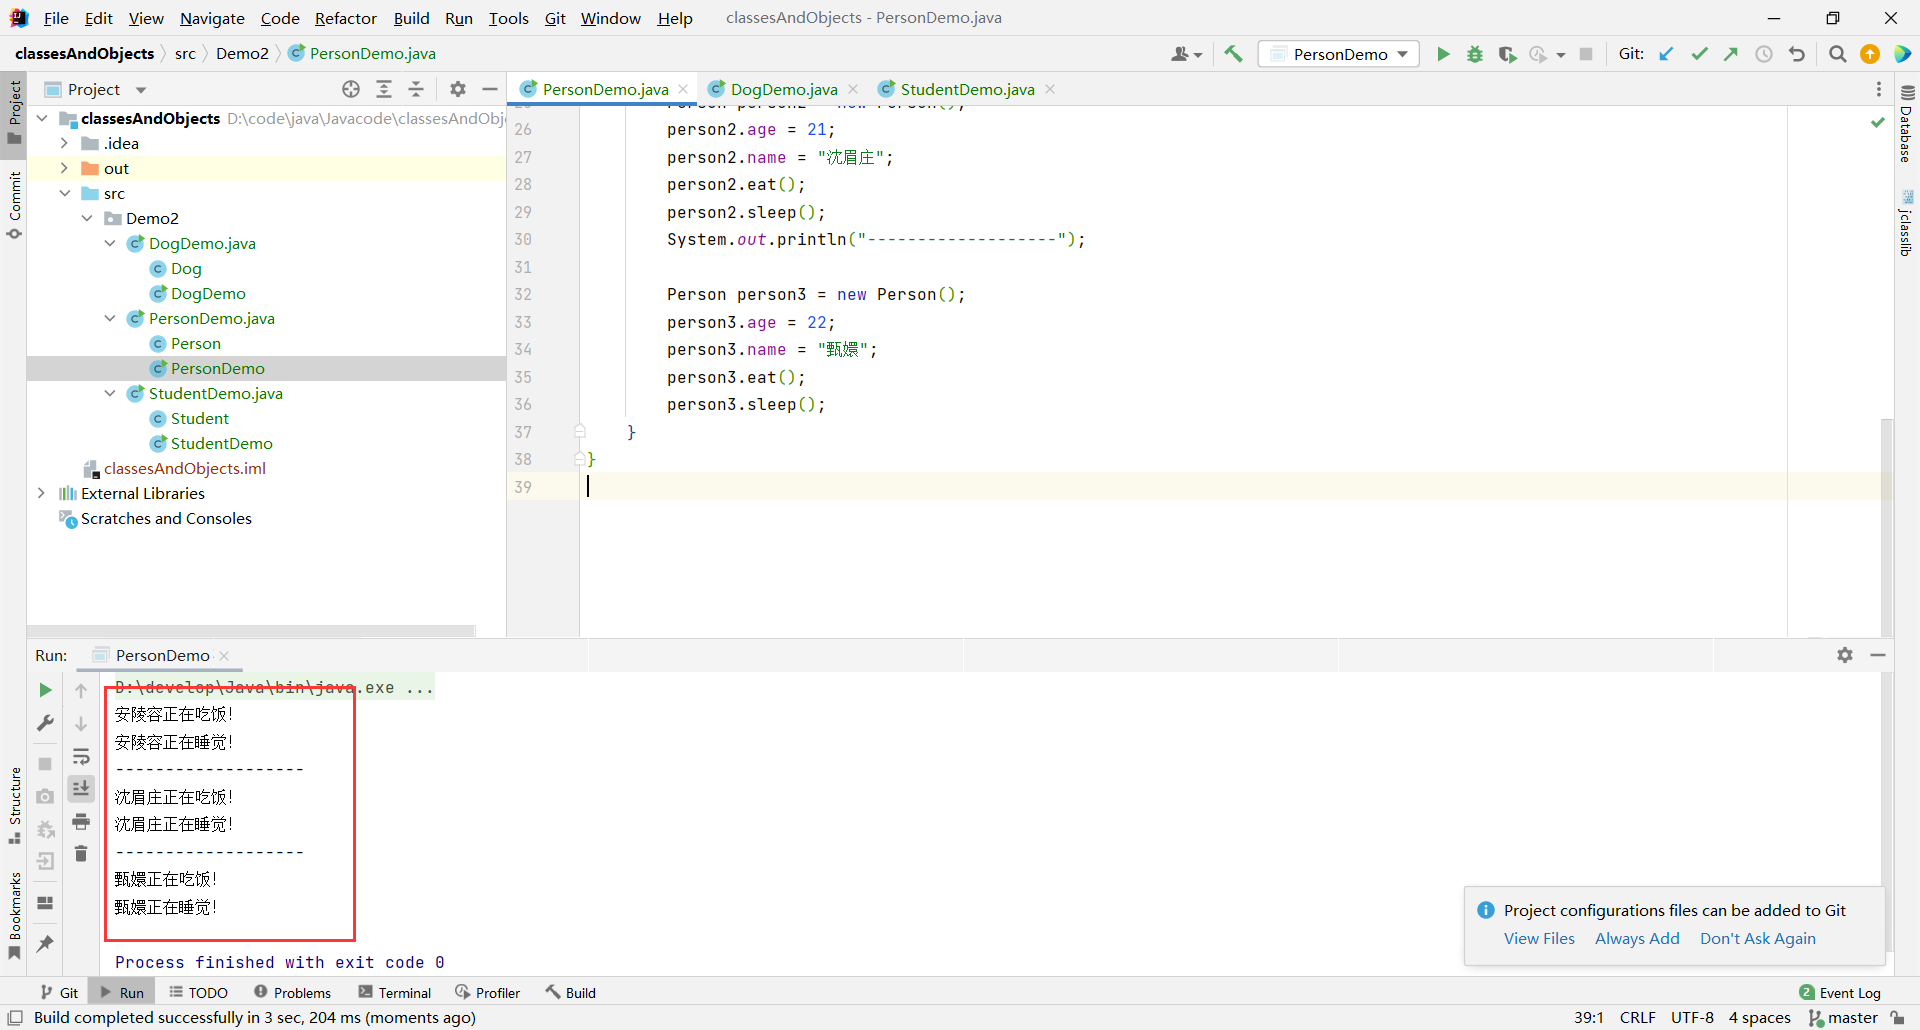 File Edit View Navigate Code Refactor Build Run Tools Git Window Help classesAndObjects - PersonDemo.java
classesAndObjects src Demo2 PersonDemo.java PersonDemo Git:
Project
PersonDemo.java DogDemo.java StudentDemo.java
classesAndObjects D:\code\java\Javacode\classesAndObj
.idea
out
src
Demo2
DogDemo.java
Dog
DogDemo
PersonDemo.java
Person
PersonDemo
StudentDemo.java
Student
StudentDemo
classesAndObjects.iml
External Libraries
Scratches and Consoles
Person person2 = new Person();
26 person2.age = 21;
27 person2.name = "沈眉庄";
28 person2.eat();
29 person2.sleep();
30 System.out.println("-------------------");
31
32 Person person3 = new Person();
33 person3.age = 22;
34 person3.name = "甄嬛";
35 person3.eat();
36 person3.sleep();
37 }
38 }
39
Project
Commit
Structure
Bookmarks
Database
jclasslib
Run: PersonDemo
D:\develop\Java\bin\java.exe ...
安陵容正在吃饭!
安陵容正在睡觉!
-------------------
沈眉庄正在吃饭!
沈眉庄正在睡觉!
-------------------
甄嬛正在吃饭!
甄嬛正在睡觉!
Process finished with exit code 0
Project configurations files can be added to Git
View Files Always Add Don't Ask Again
Git Run TODO Problems Terminal Profiler Build 2 Event Log
Build completed successfully in 3 sec, 204 ms (moments ago) 39:1 CRLF UTF-8 4 spaces master